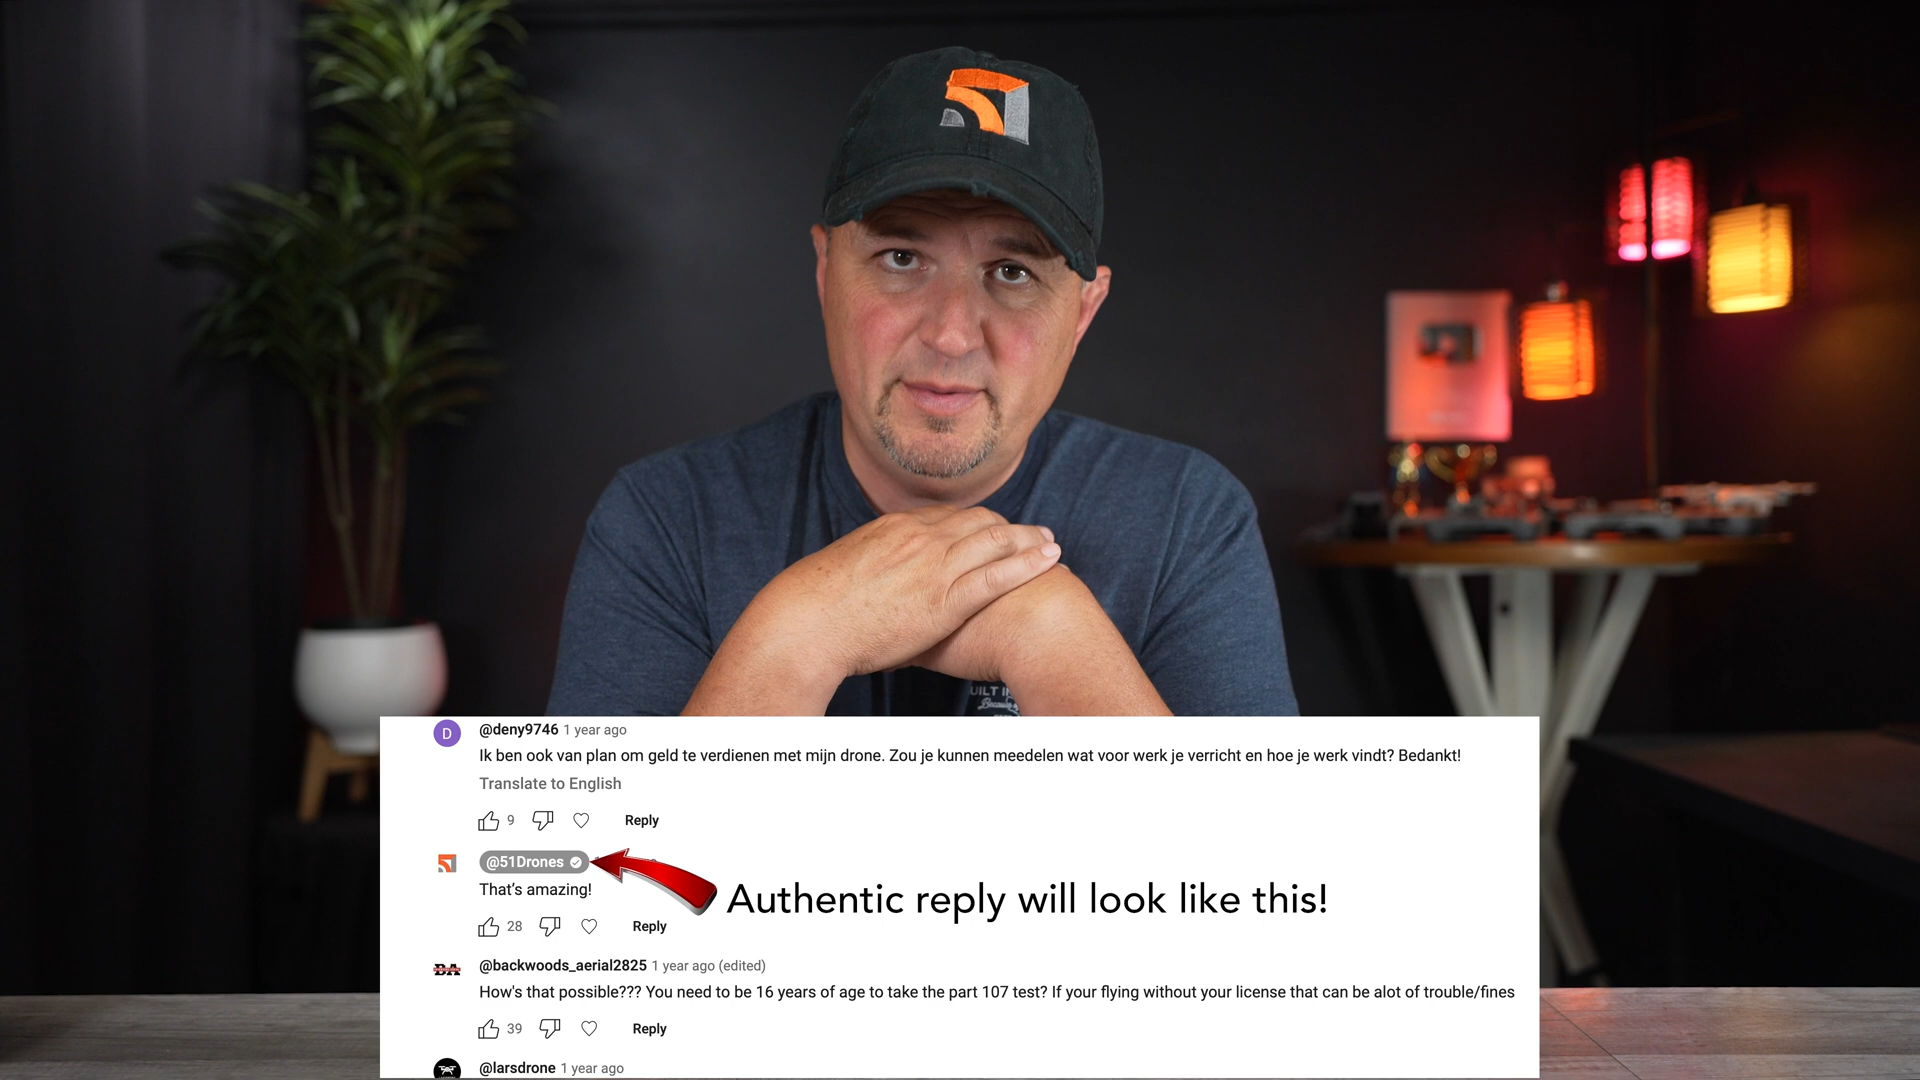 UILT I
Becaus
D
@deny9746 1 year ago
Ik ben ook van plan om geld te verdienen met mijn drone. Zou je kunnen meedelen wat voor werk je verricht en hoe je werk vindt? Bedankt!
Translate to English
9 Reply
@51Drones
That's amazing!
Authentic reply will look like this!
28 Reply
BA
@backwoods_aerial2825 1 year ago (edited)
How's that possible??? You need to be 16 years of age to take the part 107 test? If your flying without your license that can be alot of trouble/fines
39 Reply
@larsdrone 1 year ago